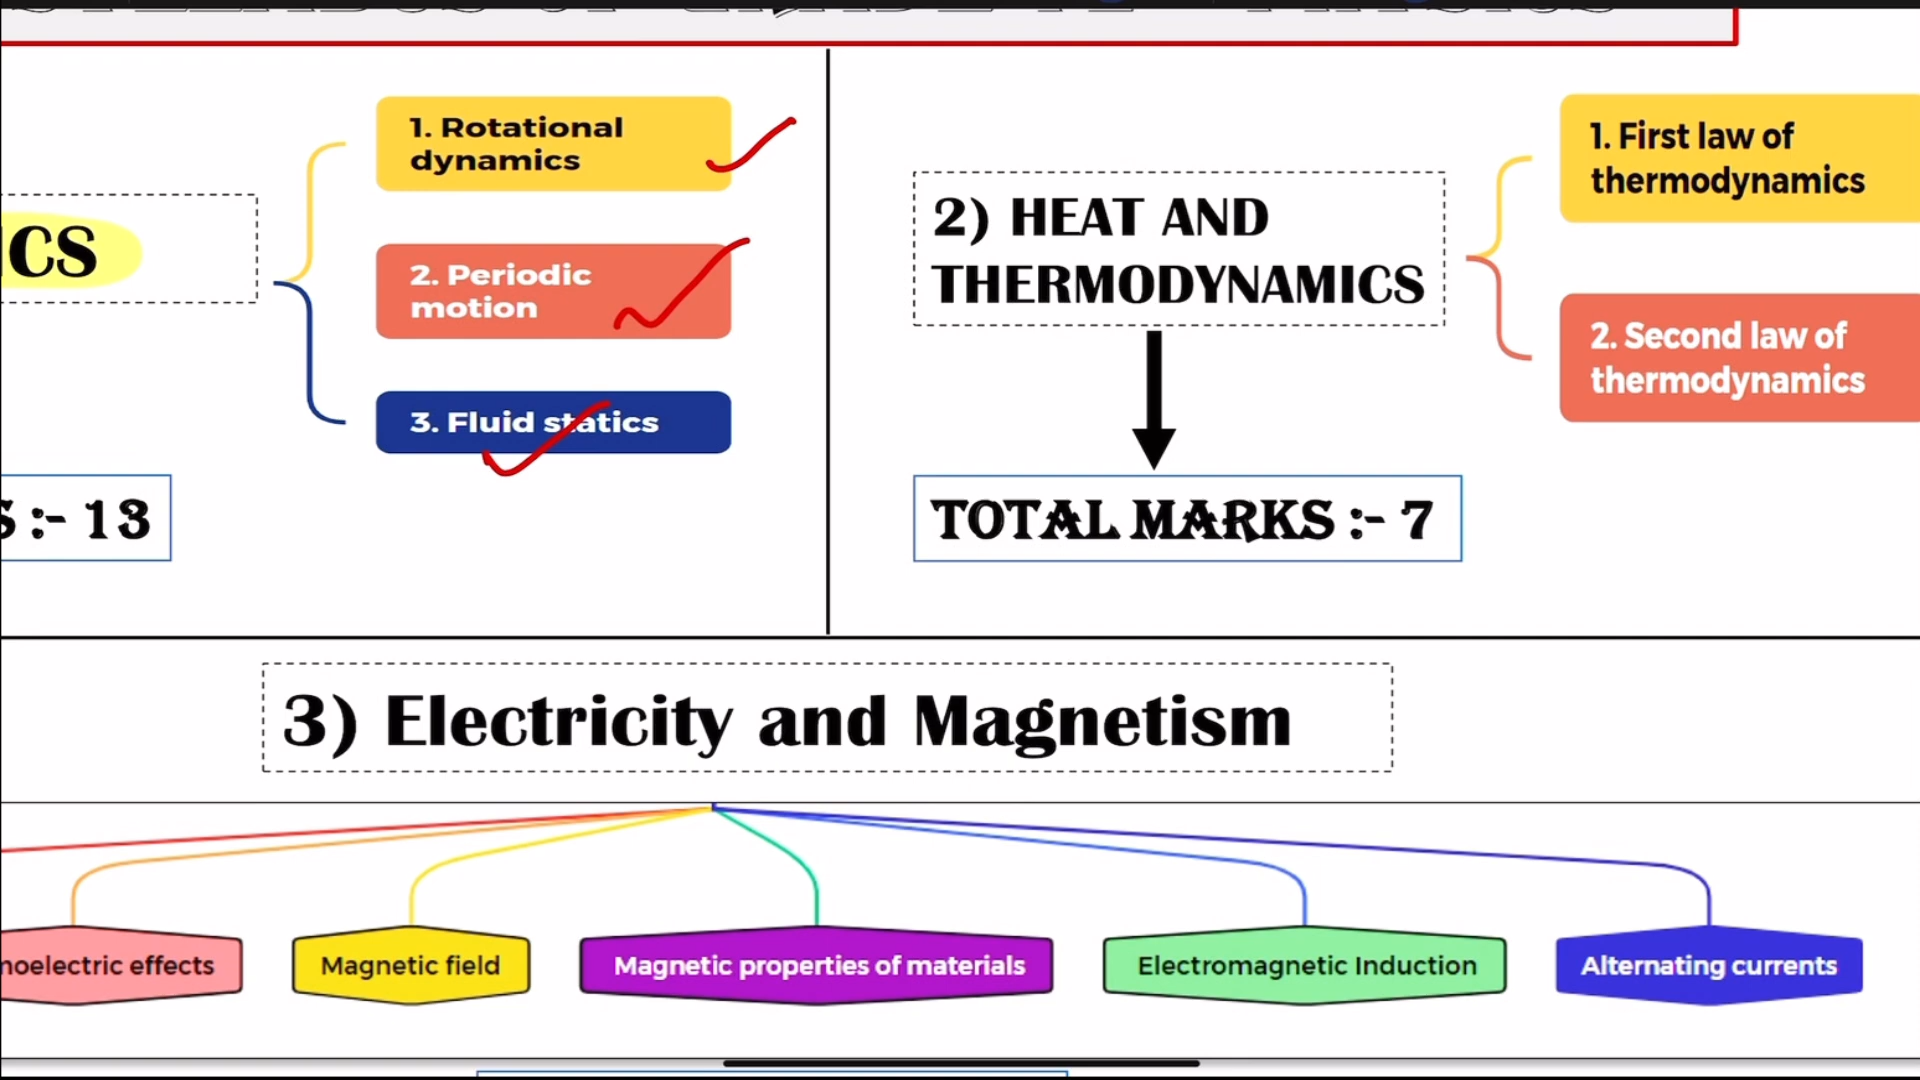 1. Rotational
dynamics
2. Periodic
motion
3. Fluid statics
:- 13
2) HEAT AND
THERMODYNAMICS
1. First law of
thermodynamics
2. Second law of
thermodynamics
TOTAL MARKS :- 7
3) Electricity and Magnetism
effects
Magnetic field
Magnetic properties of materials
Electromagnetic Induction
Alternating currents